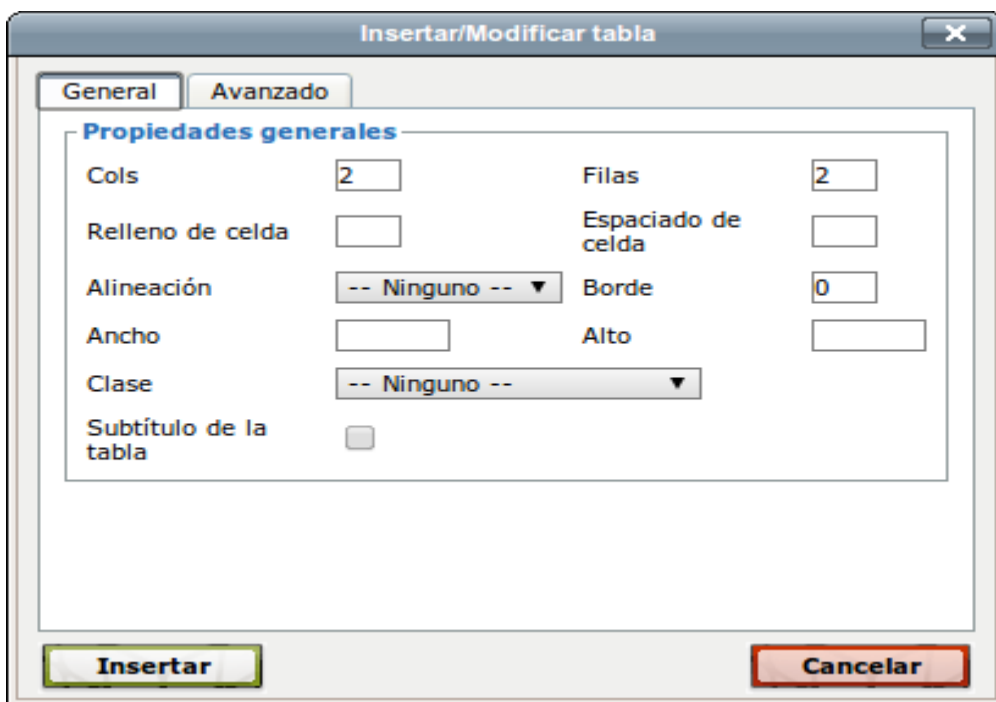 Insertar/Modificar tabla
General Avanzado
Propiedades generales
Cols 2 Filas 2
Relleno de celda Espaciado de celda
Alineación -- Ninguno -- Borde 0
Ancho Alto
Clase -- Ninguno --
Subtítulo de la
tabla
Insertar Cancelar